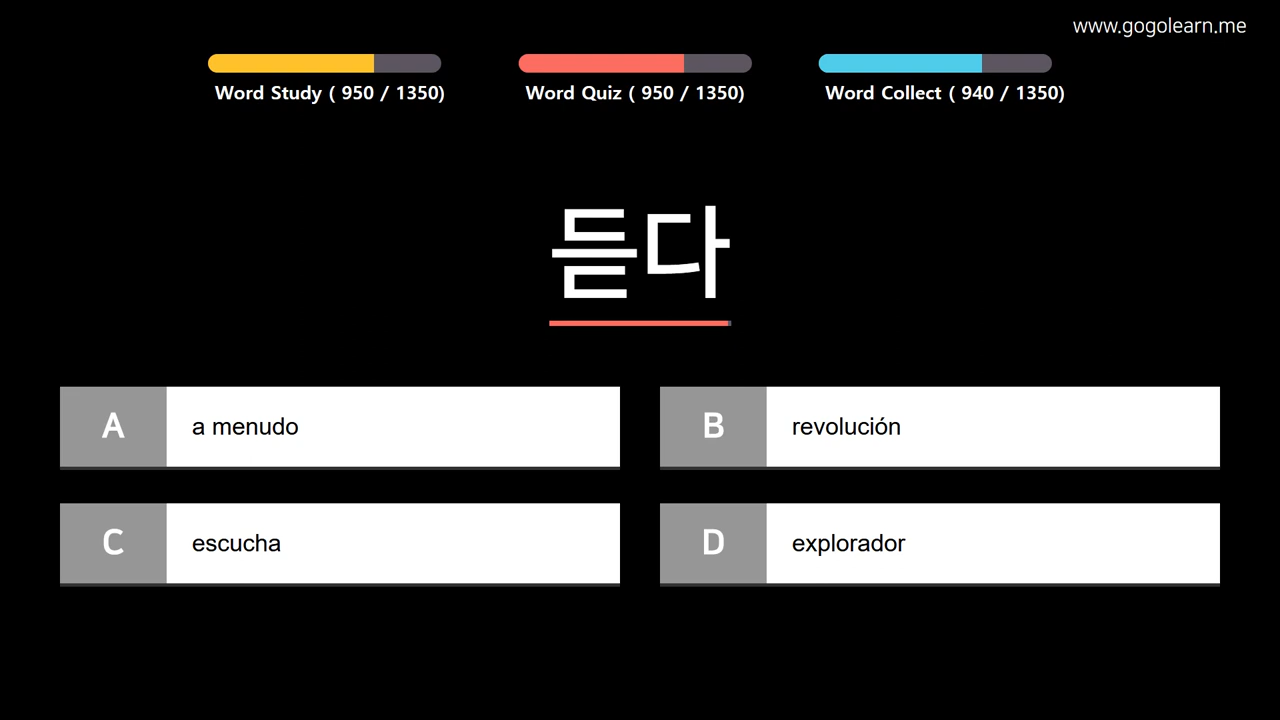 www.gogolearn.me
Word Study ( 950 / 1350)
Word Quiz ( 950 / 1350)
Word Collect ( 940 / 1350)
듣다
A a menudo
B revolución
C escucha
D explorador